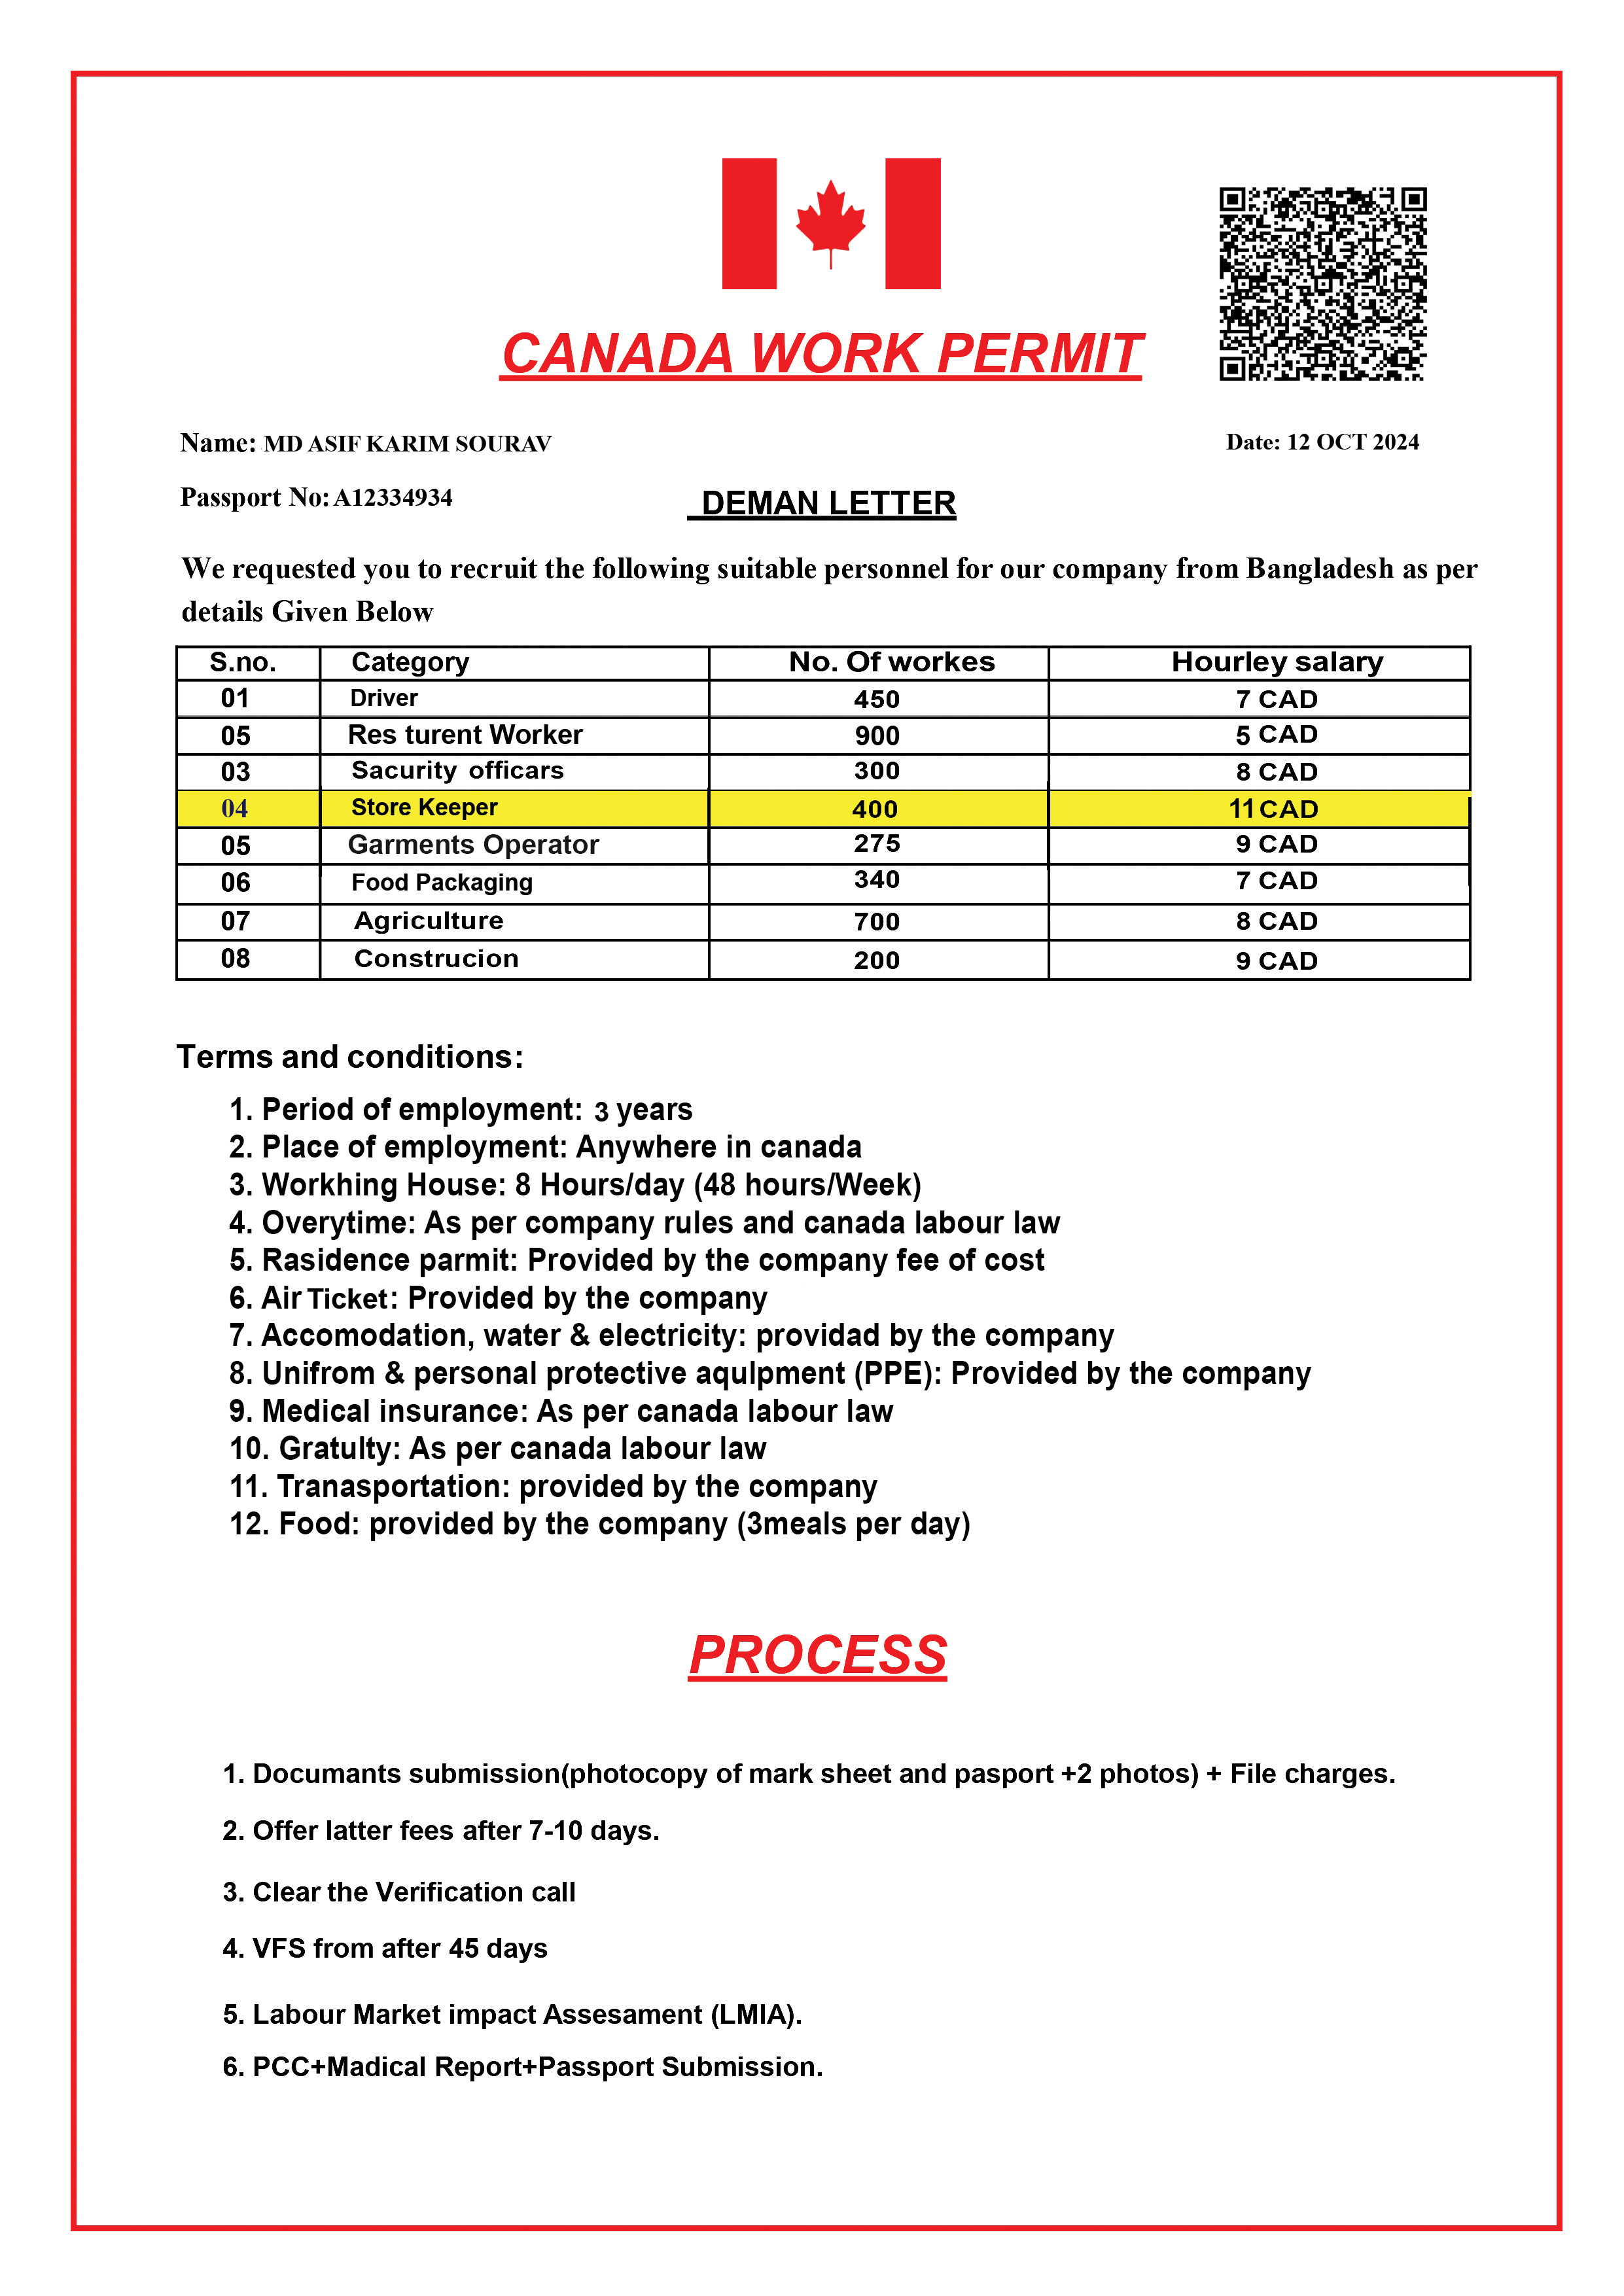 CANADA WORK PERMIT
Name: MD ASIF KARIM SOURAV
Date: 12 OCT 2024
Passport No: A12334934
DEMAN LETTER
We requested you to recruit the following suitable personnel for our company from Bangladesh as per
details Given Below
S.no. Category No. Of workes Hourley salary
01 Driver 450 7 CAD
05 Res turent Worker 900 5 CAD
03 Sacurity officars 300 8 CAD
04 Store Keeper 400 11 CAD
05 Garments Operator 275 9 CAD
06 Food Packaging 340 7 CAD
07 Agriculture 700 8 CAD
08 Construcion 200 9 CAD
Terms and conditions:
1. Period of employment: 3 years
2. Place of employment: Anywhere in canada
3. Workhing House: 8 Hours/day (48 hours/Week)
4. Overytime: As per company rules and canada labour law
5. Rasidence parmit: Provided by the company fee of cost
6. Air Ticket: Provided by the company
7. Accomodation, water & electricity: providad by the company
8. Unifrom & personal protective aqulpment (PPE): Provided by the company
9. Medical insurance: As per canada labour law
10. Gratulty: As per canada labour law
11. Tranasportation: provided by the company
12. Food: provided by the company (3meals per day)
PROCESS
1. Documants submission(photocopy of mark sheet and pasport +2 photos) + File charges.
2. Offer latter fees after 7-10 days.
3. Clear the Verification call
4. VFS from after 45 days
5. Labour Market impact Assesament (LMIA).
6. PCC+Madical Report+Passport Submission.